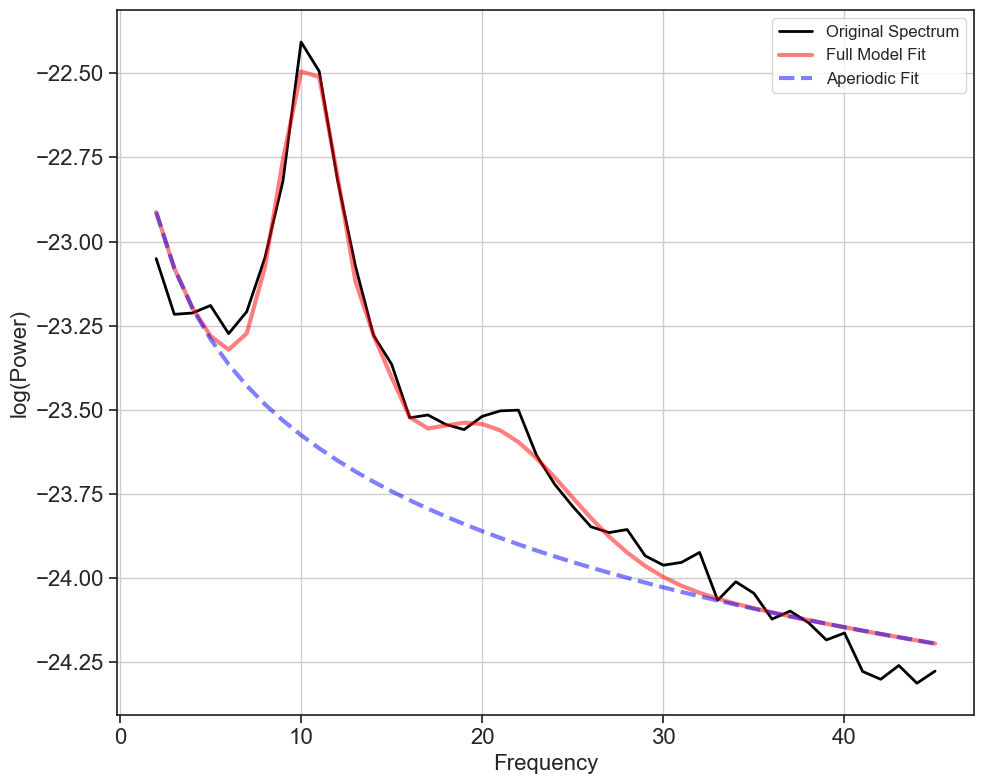 Original Spectrum
Full Model Fit
Aperiodic Fit
log(Power)
−22.50
−22.75
−23.00
−23.25
−23.50
−23.75
−24.00
−24.25
0 10 20 30 40
Frequency